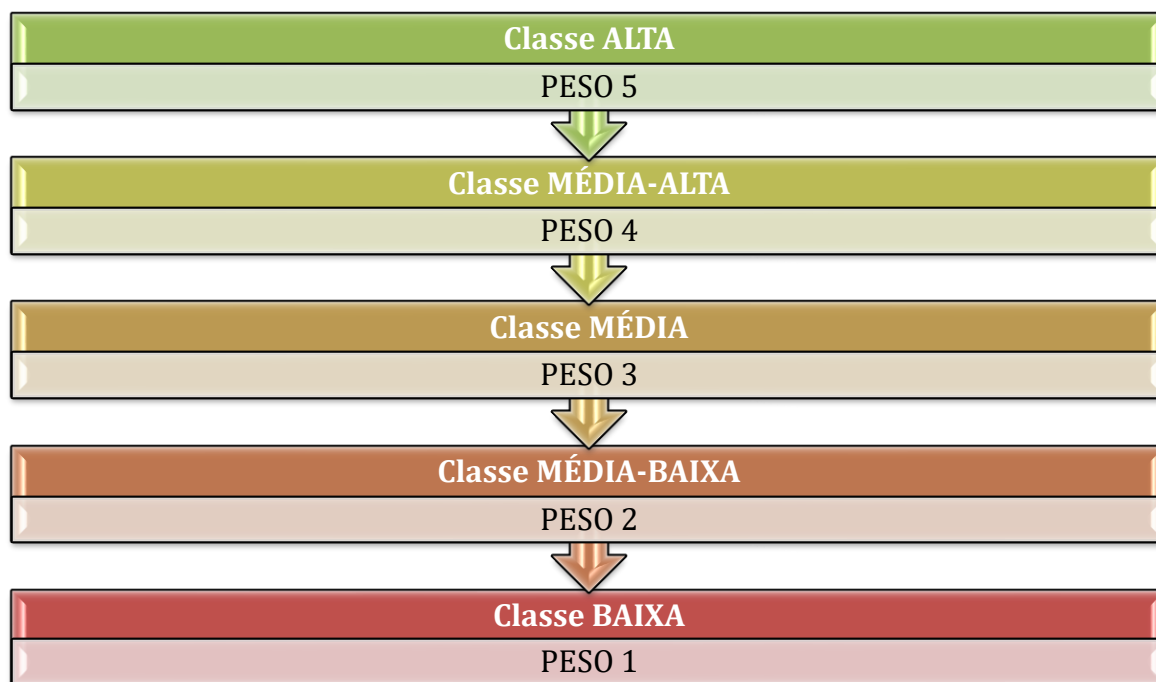 Classe ALTA
PESO 5
Classe MÉDIA-ALTA
PESO 4
Classe MÉDIA
PESO 3
Classe MÉDIA-BAIXA
PESO 2
Classe BAIXA
PESO 1